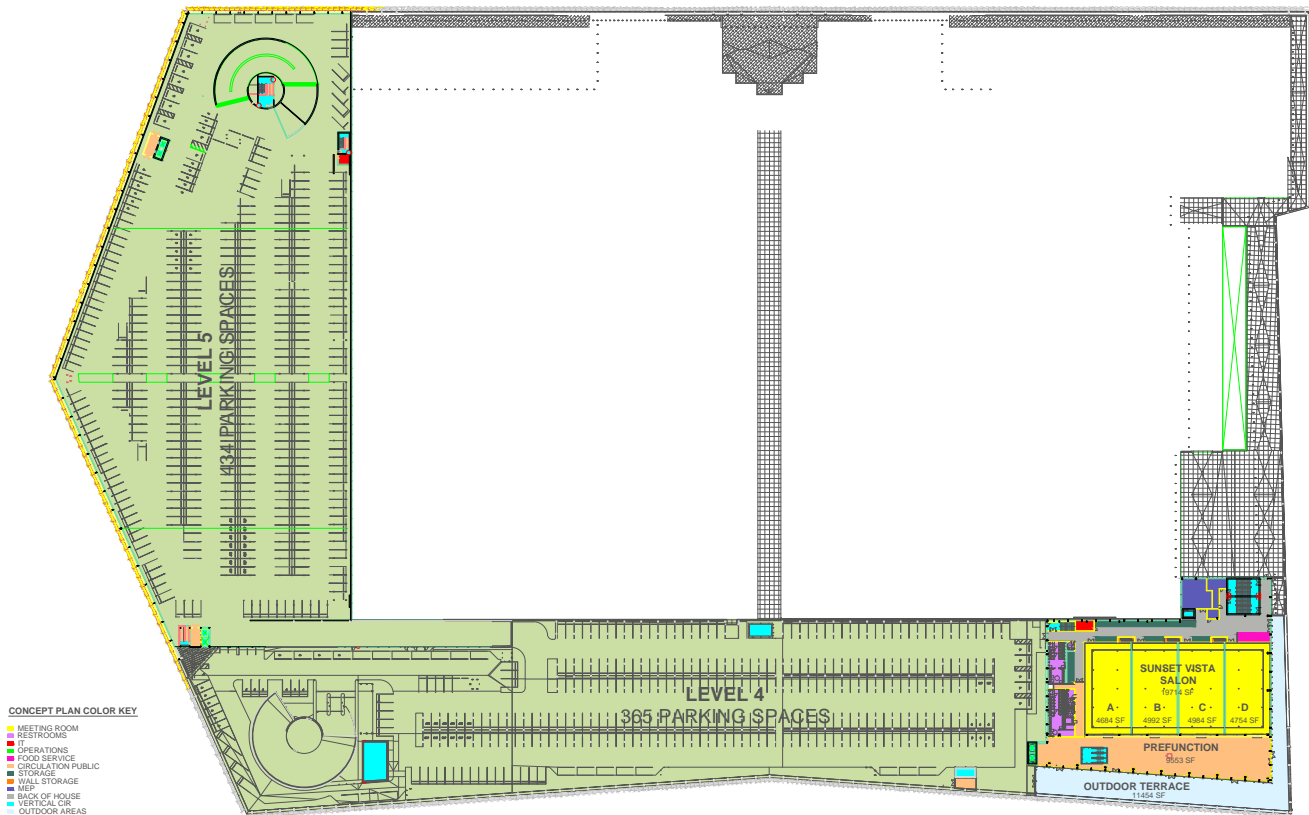 LEVEL 5
434 PARKING SPACES
LEVEL 4
365 PARKING SPACES
SUNSET VISTA
SALON
19714 SF
A
B
C
D
4684 SF
4992 SF
4984 SF
4754 SF
PREFUNCTION
9553 SF
OUTDOOR TERRACE
11454 SF
CONCEPT PLAN COLOR KEY
MEETING ROOM
RESTROOMS
IT
OPERATIONS
FOOD SERVICE
CIRCULATION PUBLIC
STORAGE
WALL STORAGE
MEP
BACK OF HOUSE
VERTICAL CIR
OUTDOOR AREAS